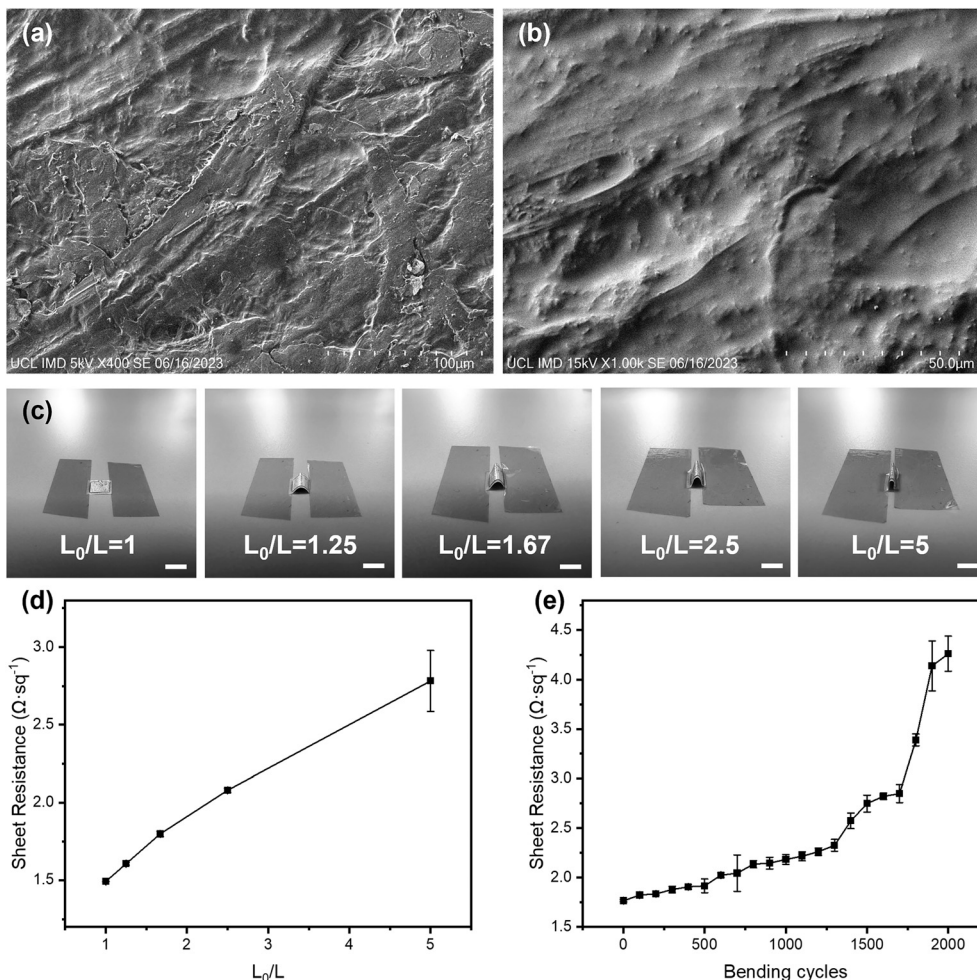 (a)
UCL IMD 5kV X400 SE 06/16/2023 100μm
(b)
UCL IMD 15kV X1.00k SE 06/16/2023 50.0μm
(c)
L₀/L=1
L₀/L=1.25
L₀/L=1.67
L₀/L=2.5
L₀/L=5
(d)
Sheet Resistance (Ω·sq⁻¹)
3.0
2.5
2.0
1.5
1 2 3 4 5
L₀/L
(e)
Sheet Resistance (Ω·sq⁻¹)
4.5
4.0
3.5
3.0
2.5
2.0
1.5
0 500 1000 1500 2000
Bending cycles